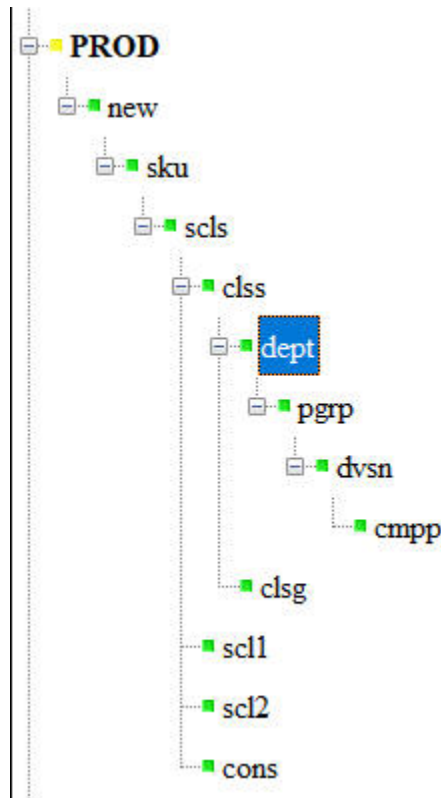 PROD
new
sku
scls
clss
dept
pgrp
dvsn
cmpp
clsg
scl1
scl2
cons